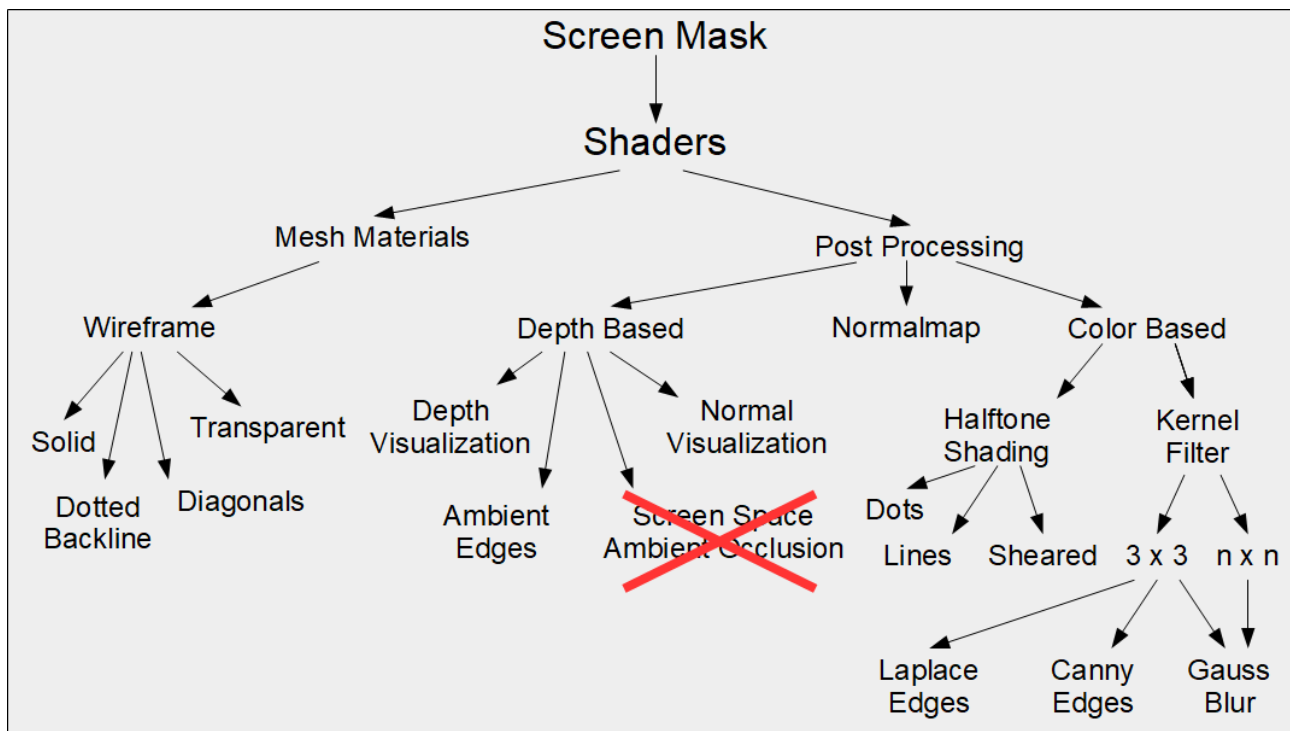 Screen Mask
Shaders
Mesh Materials
Post Processing
Wireframe
Depth Based
Normalmap
Color Based
Solid
Dotted
Backline
Diagonals
Transparent
Depth
Visualization
Ambient
Edges
Screen Space
Ambient Occlusion
Normal
Visualization
Halftone
Shading
Kernel
Filter
Dots
Lines
Sheared
3 x 3
n x n
Laplace
Edges
Canny
Edges
Gauss
Blur